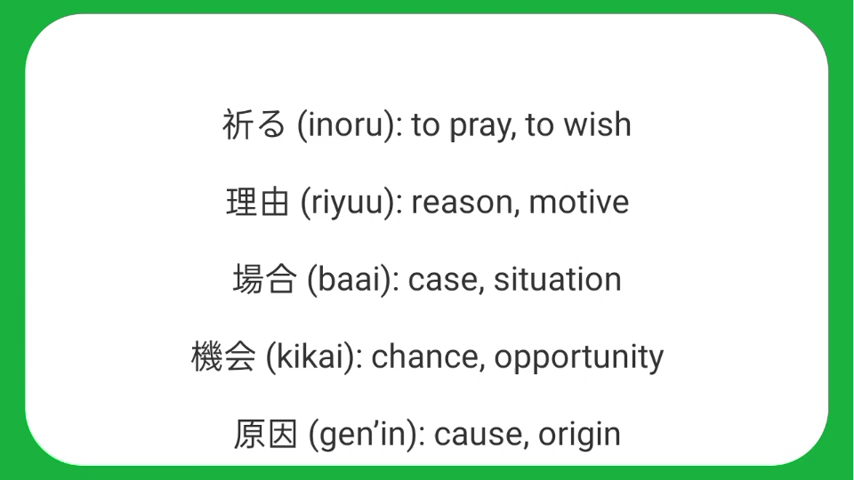 祈る (inoru): to pray, to wish
理由 (riyuu): reason, motive
場合 (baai): case, situation
機会 (kikai): chance, opportunity
原因 (gen’in): cause, origin